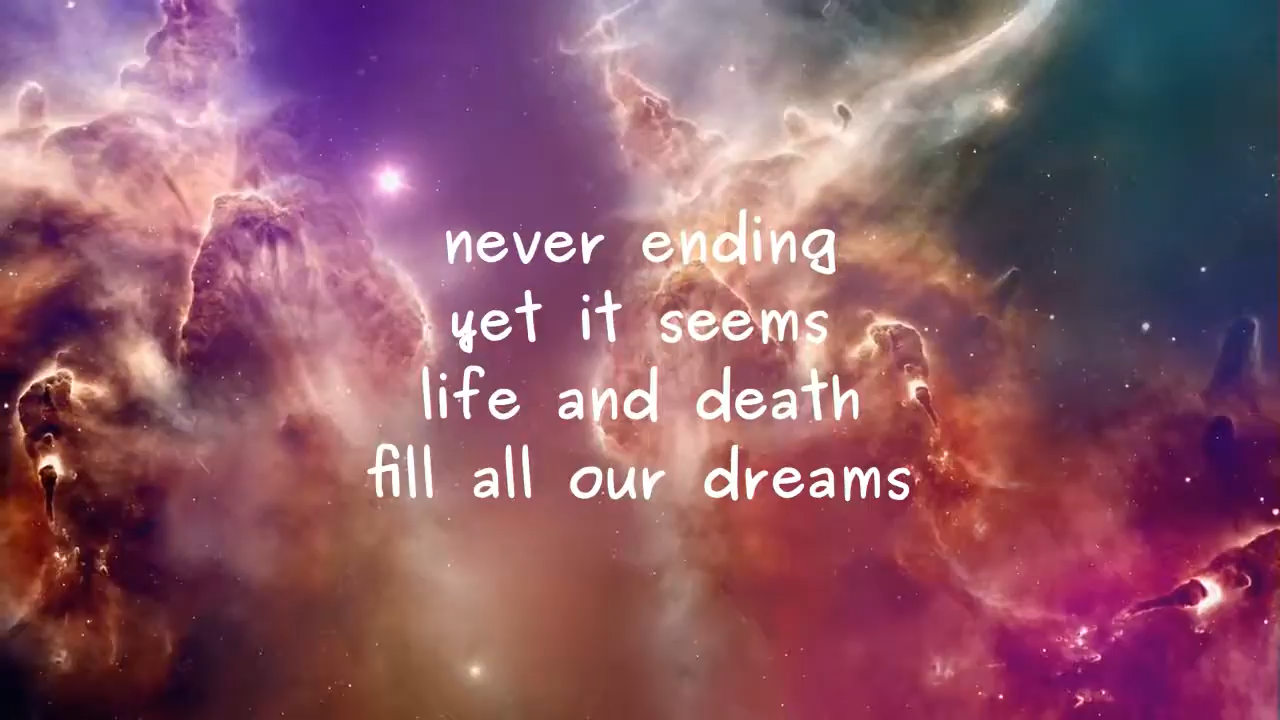 never ending
yet it seems
life and death
fill all our dreams